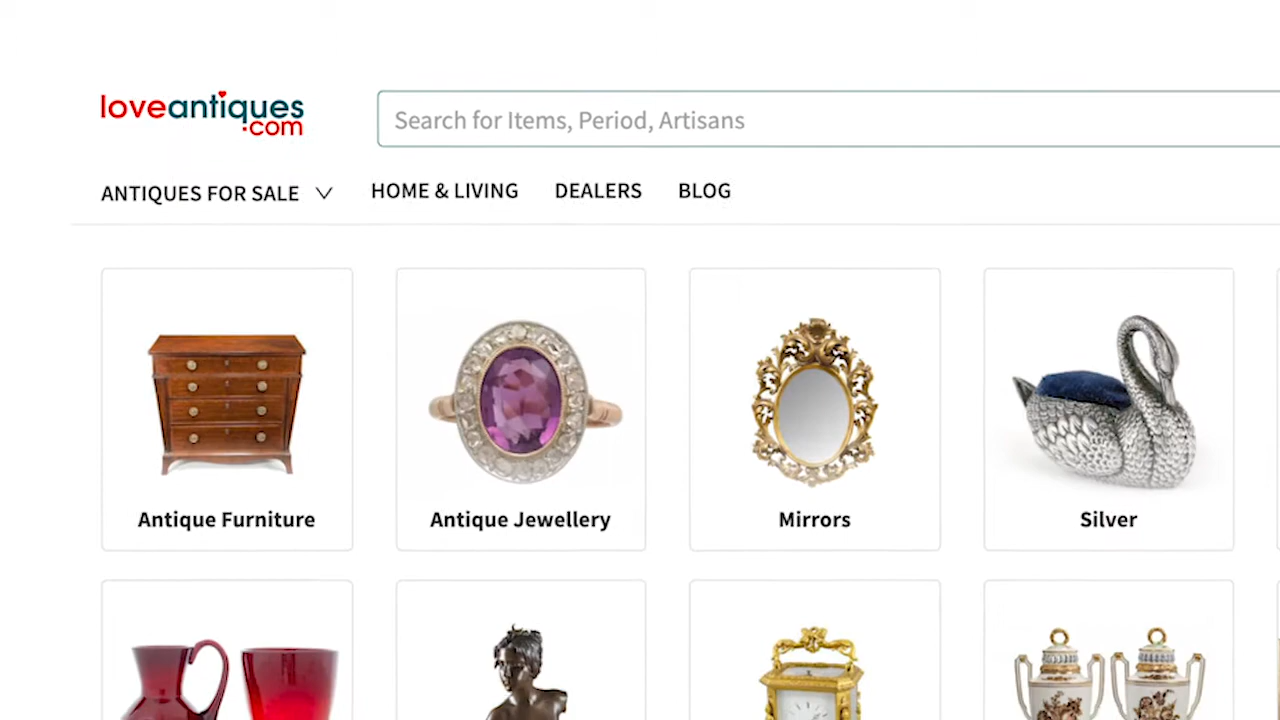 loveantiques
.com
Search for Items, Period, Artisans
ANTIQUES FOR SALE
HOME & LIVING
DEALERS
BLOG
Antique Furniture
Antique Jewellery
Mirrors
Silver